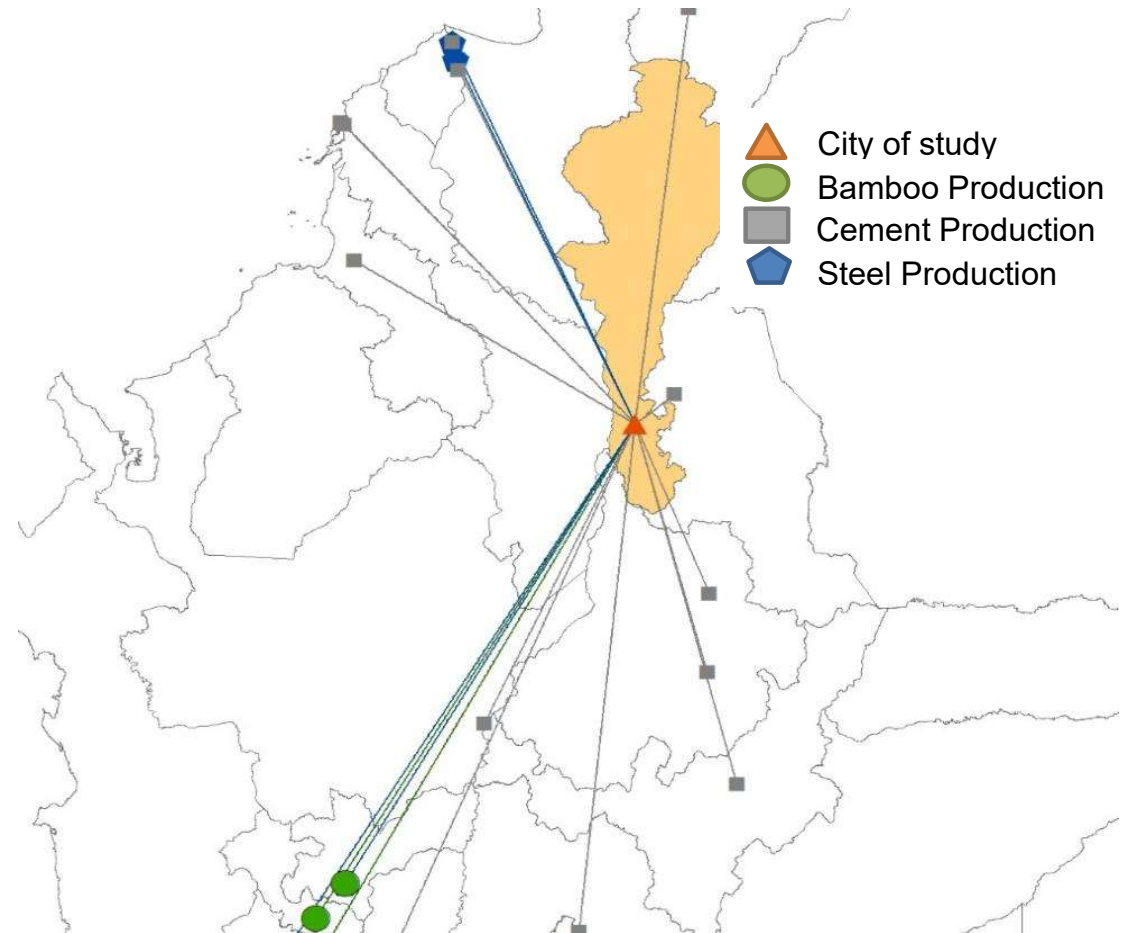 City of study
Bamboo Production
Cement Production
Steel Production